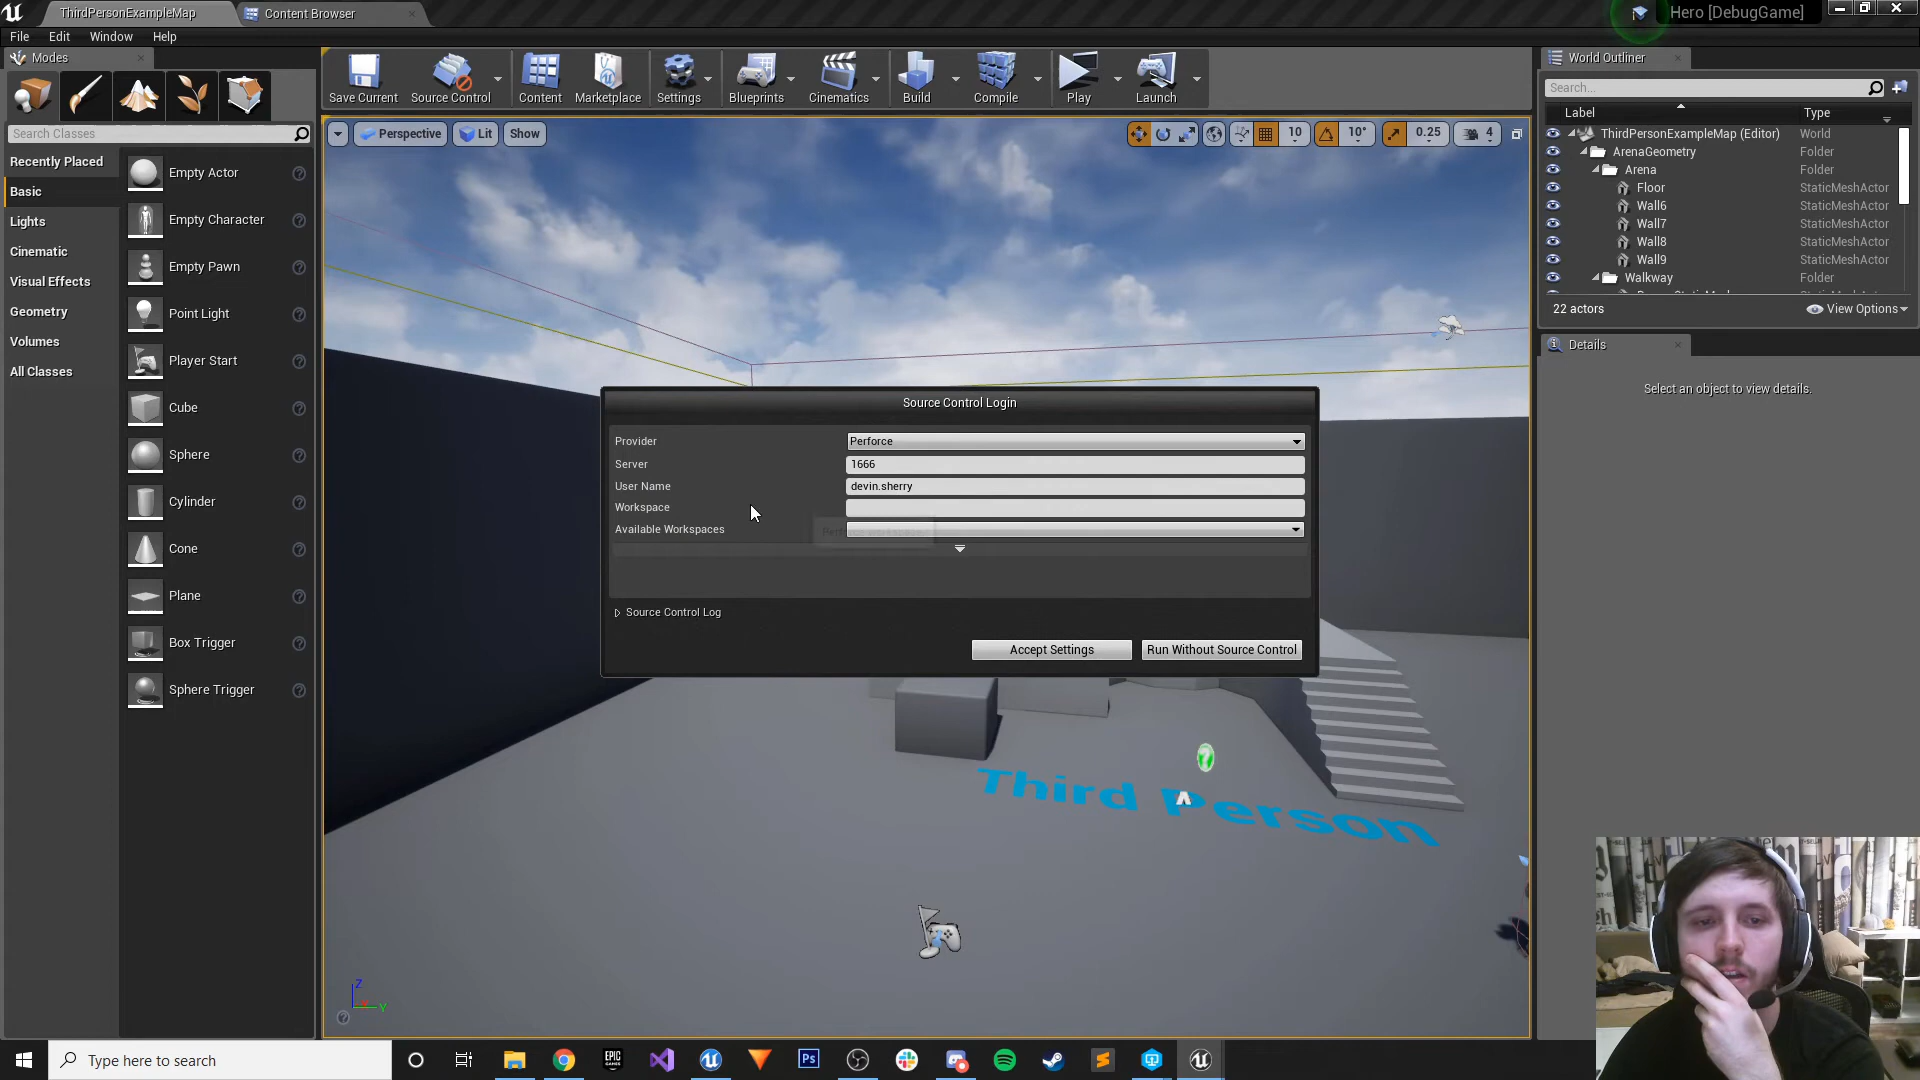 ThirdPersonExampleMap
Content Browser
Hero [DebugGame]
File Edit Window Help
Modes
Search Classes
Recently Placed
Basic
Lights
Cinematic
Visual Effects
Geometry
Volumes
All Classes
Empty Actor
Empty Character
Empty Pawn
Point Light
Player Start
Cube
Sphere
Cylinder
Cone
Plane
Box Trigger
Sphere Trigger
Save Current
Source Control
Content
Marketplace
Settings
Blueprints
Cinematics
Build
Compile
Play
Launch
Perspective
Lit
Show
10
10°
0.25
4
Source Control Login
Provider Perforce
Server 1666
User Name devin.sherry
Workspace
Available Workspaces
Source Control Log
Accept Settings
Run Without Source Control
Third Person
Z
Y
World Outliner
Search...
Label Type
ThirdPersonExampleMap (Editor) World
ArenaGeometry Folder
Arena Folder
Floor StaticMeshActor
Wall6 StaticMeshActor
Wall7 StaticMeshActor
Wall8 StaticMeshActor
Wall9 StaticMeshActor
Walkway Folder
22 actors
View Options
Details
Select an object to view details.
Type here to search
EPIC GAMES
Ps